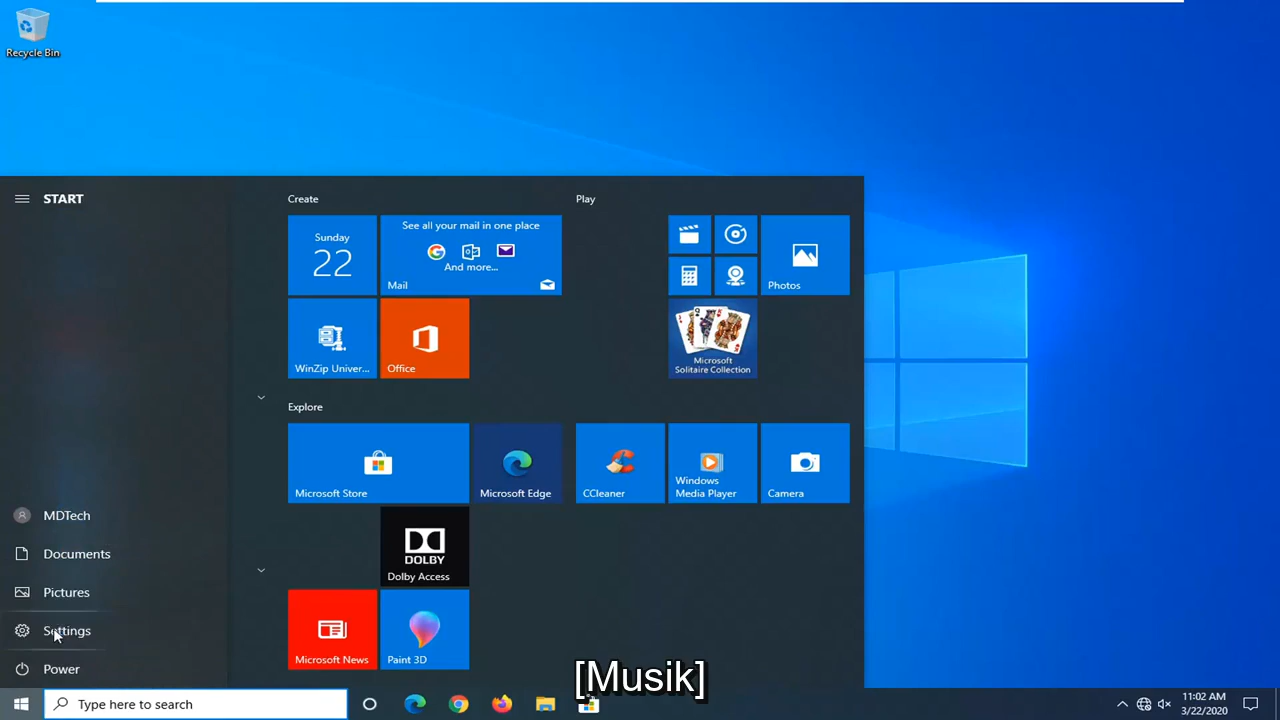 Recycle Bin
START
Create
Play
Sunday
22
See all your mail in one place
And more...
Mail
Photos
WinZip Univer...
Office
Microsoft
Solitaire Collection
Explore
Microsoft Store
Microsoft Edge
CCleaner
Windows
Media Player
Camera
MDTech
Documents
DOLBY
Dolby Access
Pictures
Settings
Microsoft News
Paint 3D
Power
[Musik]
Type here to search
11:02 AM
3/22/2020